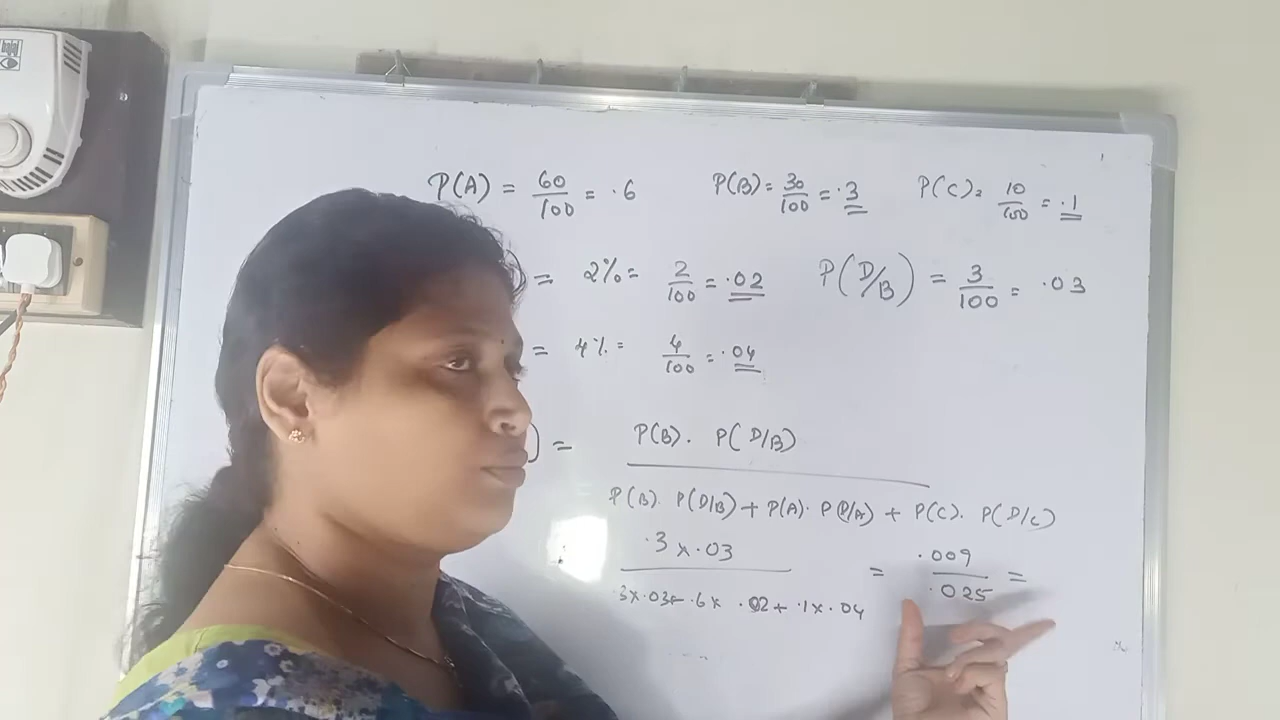 bajaj
P(A) = 60/100 = .6 P(B) = 30/100 = .3 P(C) = 10/100 = .1
) = 2% = 2/100 = .02 P(D/B) = 3/100 = .03
= 4% = 4/100 = .04
) = P(B). P(D/B)
P(B). P(D/B) + P(A). P(D/A) + P(C). P(D/C)
.3 x .03
.3x.03+ .6x .02+ .1x.04
= .009/.025 =